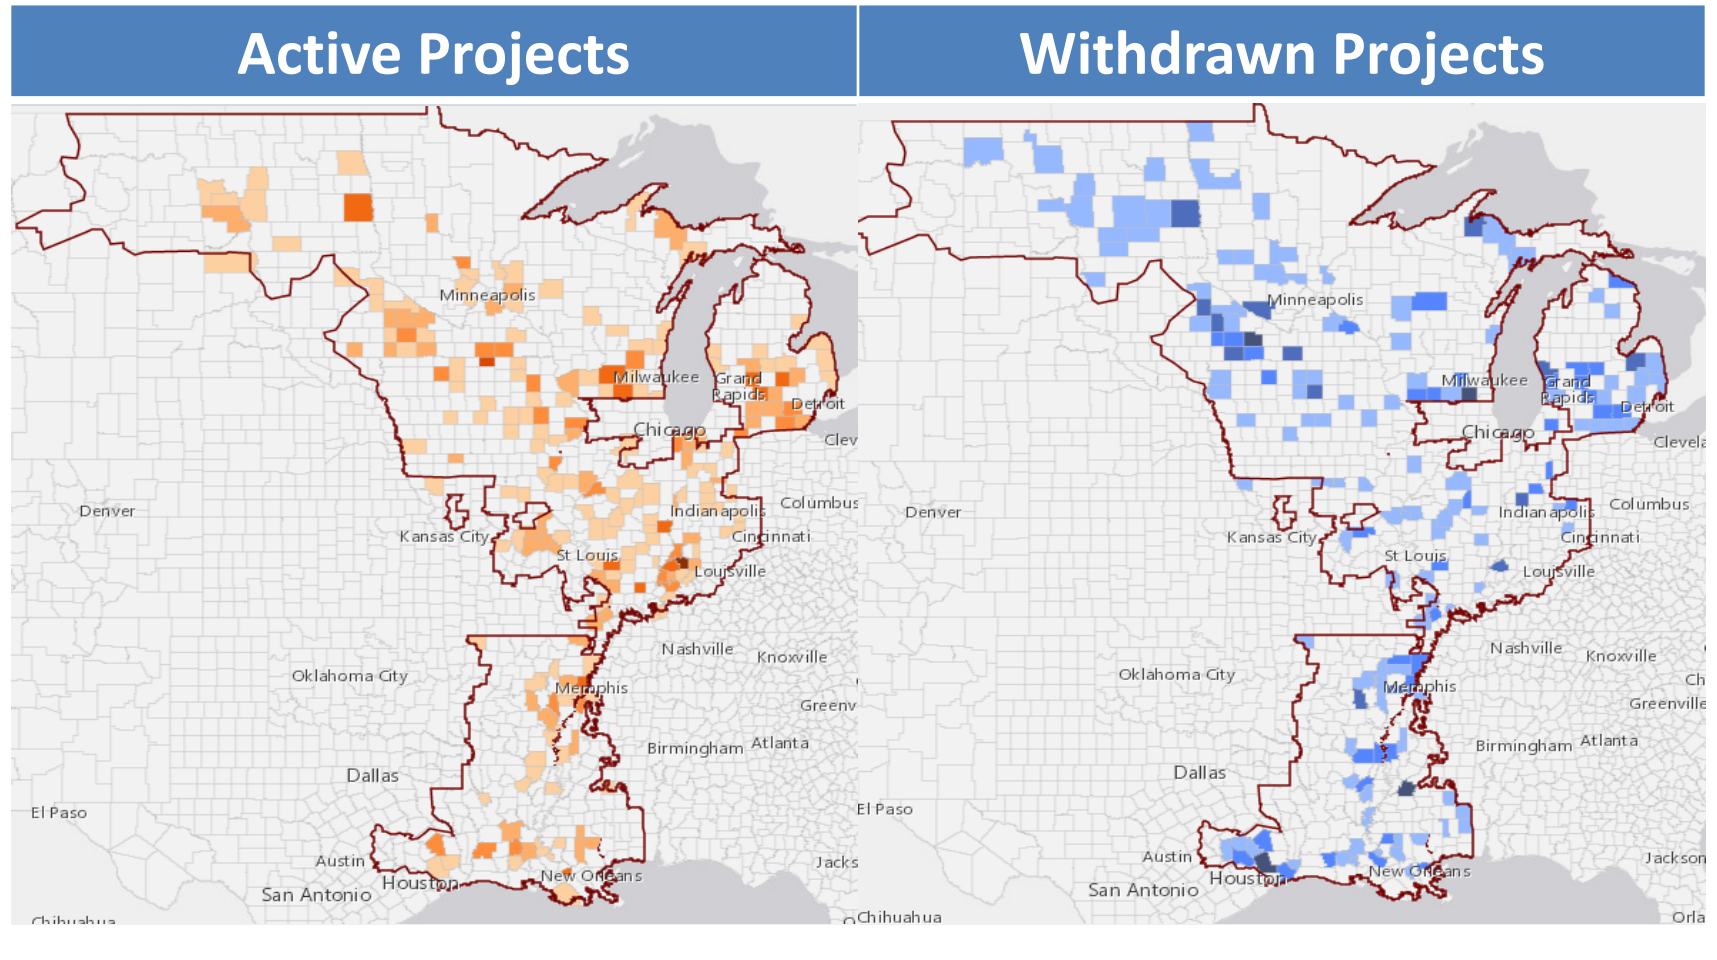 Active Projects
Withdrawn Projects
Minneapolis
Milwaukee
Grand
Rapids
Detroit
Chicago
Clev
Denver
Columbus
Indianapolis
Kansas City
Cincinnati
St Louis
Louisville
Nashville
Knoxville
Oklahoma City
Memphis
Greenv
Birmingham
Atlanta
Dallas
El Paso
Austin
Jacks
Houston
New Orleans
San Antonio
Chihuahua
Minneapolis
Milwaukee
Grand
Rapids
Detroit
Chicago
Clevela
Denver
Columbus
Indianapolis
Kansas City
Cincinnati
St Louis
Louisville
Nashville
Knoxville
Oklahoma City
Ch
Memphis
Greenville
Birmingham
Atlanta
Dallas
El Paso
Austin
Jackson
Houston
New Orleans
San Antonio
Chihuahua
Orla